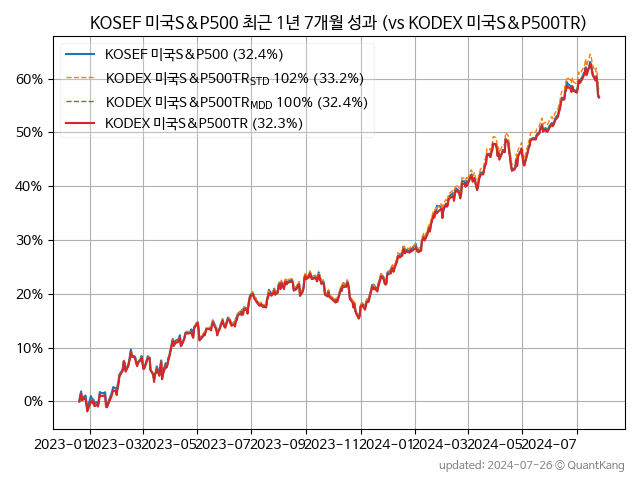 KOSEF 미국S&P500 최근 1년 7개월 성과 (vs KODEX 미국S&P500TR)
KOSEF 미국S&P500 (32.4%)
KODEX 미국S&P500TR_STD 102% (33.2%)
KODEX 미국S&P500TR_MDD 100% (32.4%)
KODEX 미국S&P500TR (32.3%)
60%
50%
40%
30%
20%
10%
0%
2023-01 2023-03 2023-05 2023-07 2023-09 2023-11 2024-01 2024-03 2024-05 2024-07
updated: 2024-07-26 © QuantKang